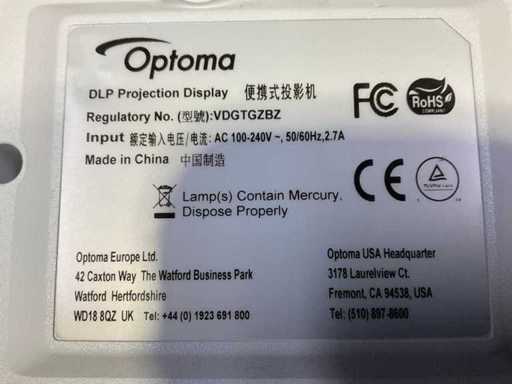 Optoma
DLP Projection Display 便携式投影机
Regulatory No. (型號):VDGTGZBZ
Input 额定输入电压/电流: AC 100-240V ~, 50/60Hz,2.7A
Made in China 中国制造
FC
RoHS
COMPLIANT
CE
Lamp(s) Contain Mercury,
Dispose Properly
Optoma Europe Ltd.
42 Caxton Way The Watford Business Park
Watford Hertfordshire
WD18 8QZ UK Tel: +44 (0) 1923 691 800
Optoma USA Headquarter
3178 Laurelview Ct.
Fremont, CA 94538, USA
Tel: (510) 897-8600